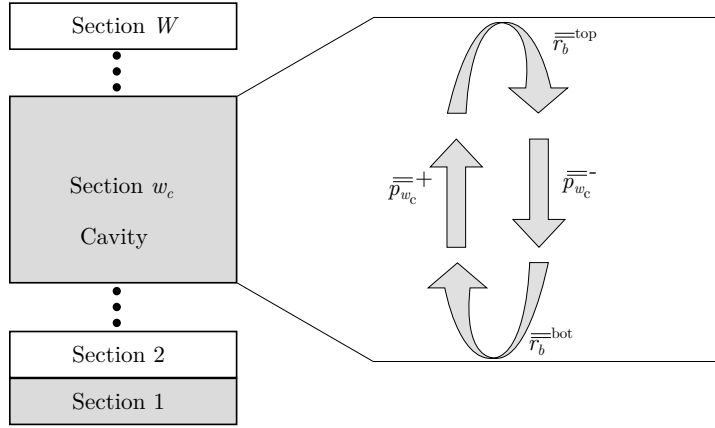 Section W
Section w_c
Cavity
Section 2
Section 1
r_b^top
p_{w_c}^+
p_{w_c}^-
r_b^bot